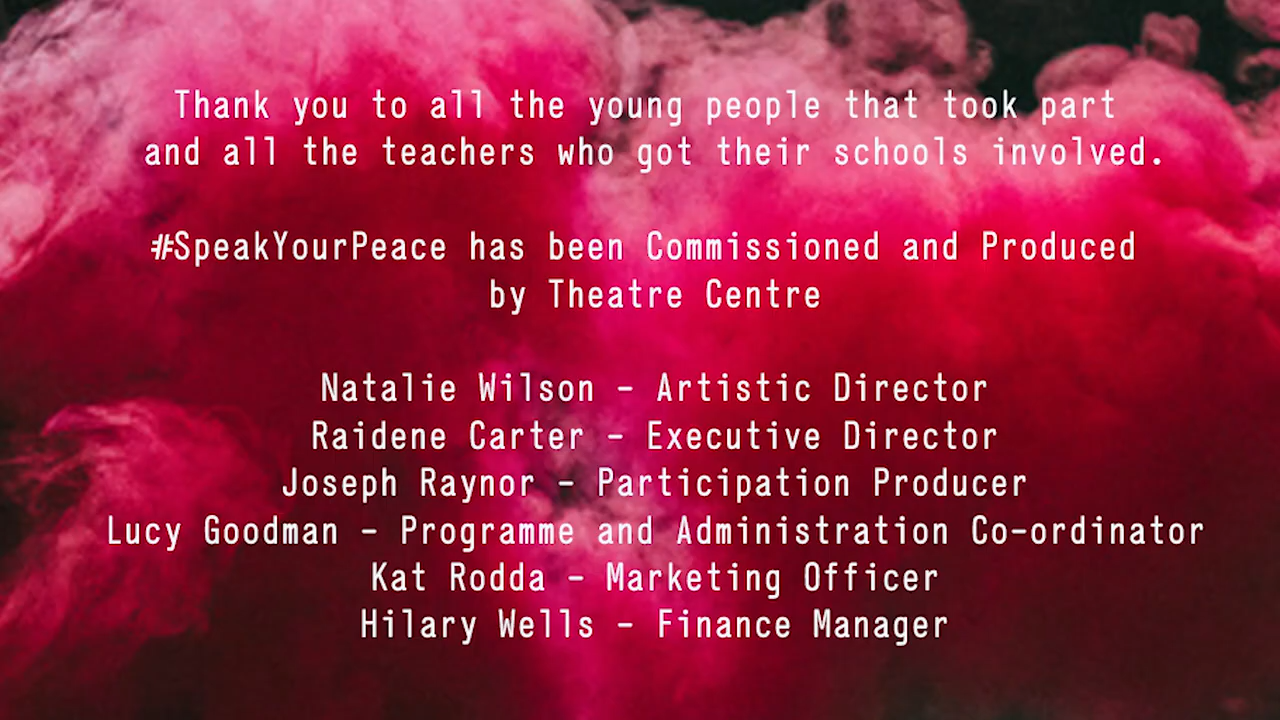 Thank you to all the young people that took part
and all the teachers who got their schools involved.
#SpeakYourPeace has been Commissioned and Produced
by Theatre Centre
Natalie Wilson – Artistic Director
Raidene Carter – Executive Director
Joseph Raynor – Participation Producer
Lucy Goodman – Programme and Administration Co-ordinator
Kat Rodda – Marketing Officer
Hilary Wells – Finance Manager